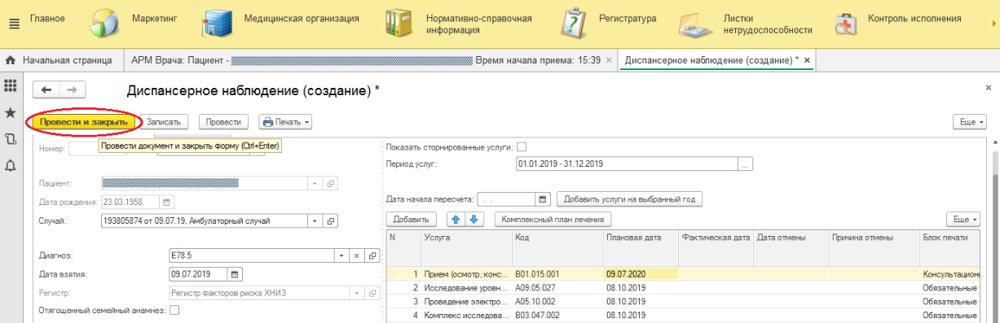 Главное
Маркетинг
Медицинская организация
Нормативно-справочная
информация
Регистратура
Листки
нетрудоспособности
Контроль исполнения
Начальная страница
АРМ Врача: Пациент - Время начала приема: 15:39 ×
Диспансерное наблюдение (создание) * ×
Диспансерное наблюдение (создание) *
Провести и закрыть
Записать
Провести
Печать
Еще
Номер:
Провести документ и закрыть форму (Ctrl+Enter)
Показать сторнированные услуги:
Период услуг:
01.01.2019 - 31.12.2019
...
Пациент:
Дата рождения:
23.03.1958
Дата начала пересчета:
. .
Добавить услуги на выбранный год
Случай:
193805874 от 09.07.19, Амбулаторный случай
Добавить
Комплексный план лечения
Еще
N Услуга Код Плановая дата Фактическая дата Дата отмены Причина отмены Блок печати
Диагноз:
E78.5
Дата взятия:
09.07.2019
Регистр:
Регистр факторов риска ХНИЗ
Отягощенный семейный анамнез:
1 Прием (осмотр, конс... B01.015.001 09.07.2020 Консультацион
2 Исследование уровн... A09.05.027 08.10.2019 Обязательные
3 Проведение электро... A05.10.002 08.10.2019 Обязательные
4 Комплекс исследова... B03.047.002 08.10.2019 Обязательные